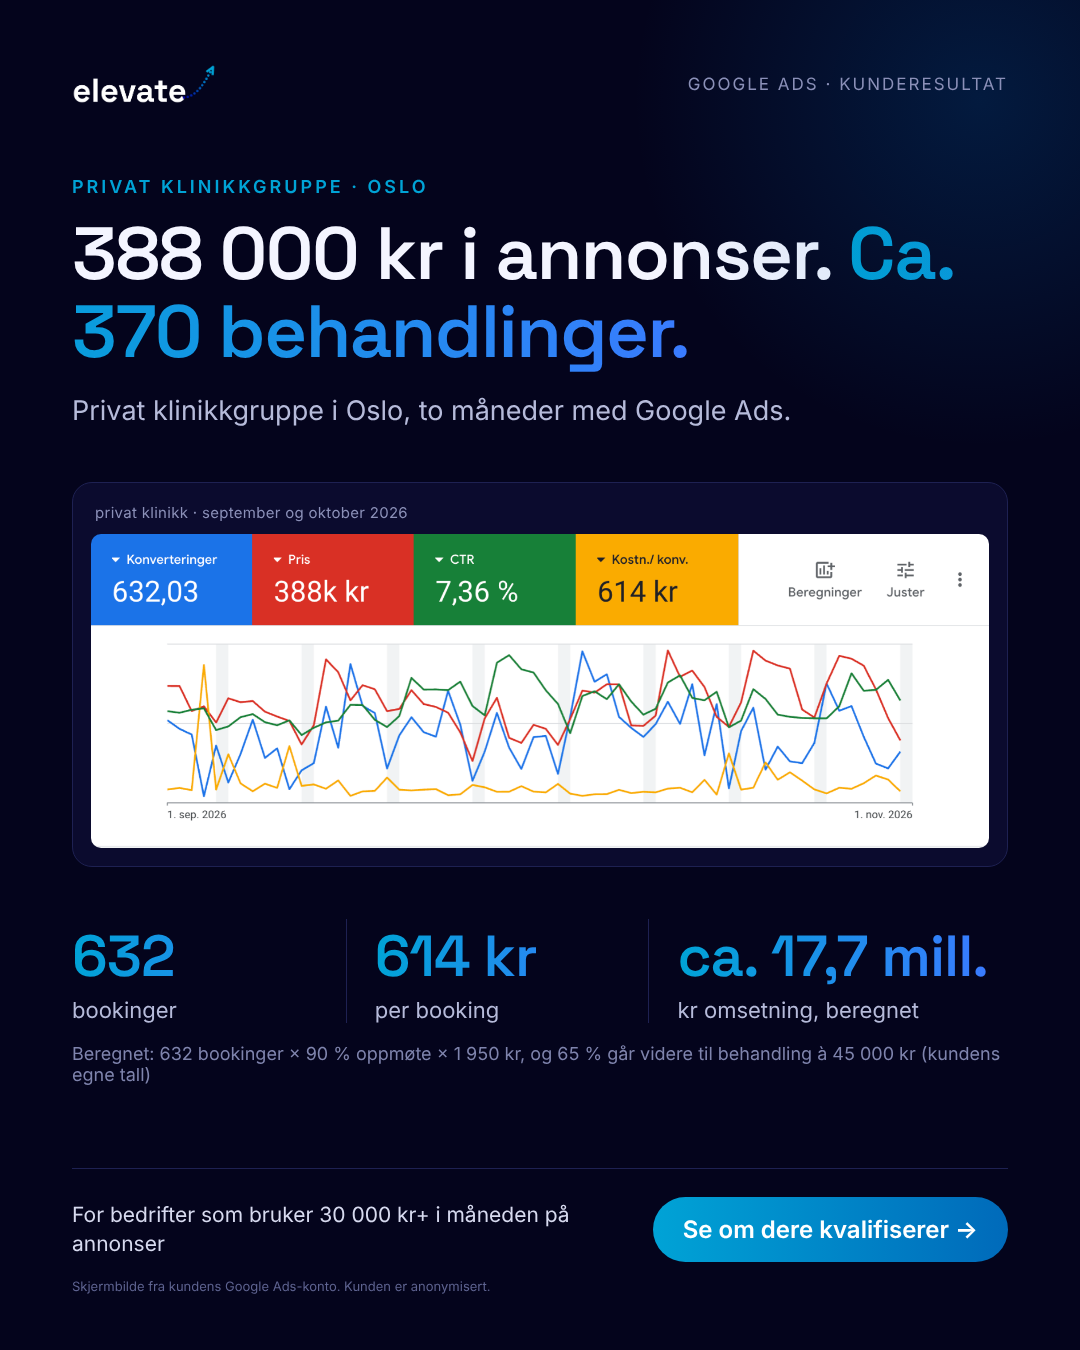 elevate
GOOGLE ADS · KUNDERESULTAT
PRIVAT KLINIKKGRUPPE · OSLO
388 000 kr i annonser. Ca.
370 behandlinger.
Privat klinikkgruppe i Oslo, to måneder med Google Ads.
privat klinikk · september og oktober 2026
Konverteringer
632,03
Pris
388k kr
CTR
7,36 %
Kostn./ konv.
614 kr
Beregninger
Juster
1. sep. 2026
1. nov. 2026
632
bookinger
614 kr
per booking
ca. 17,7 mill.
kr omsetning, beregnet
Beregnet: 632 bookinger × 90 % oppmøte × 1 950 kr, og 65 % går videre til behandling à 45 000 kr (kundens
egne tall)
For bedrifter som bruker 30 000 kr+ i måneden på
annonser
Se om dere kvalifiserer →
Skjermbilde fra kundens Google Ads-konto. Kunden er anonymisert.